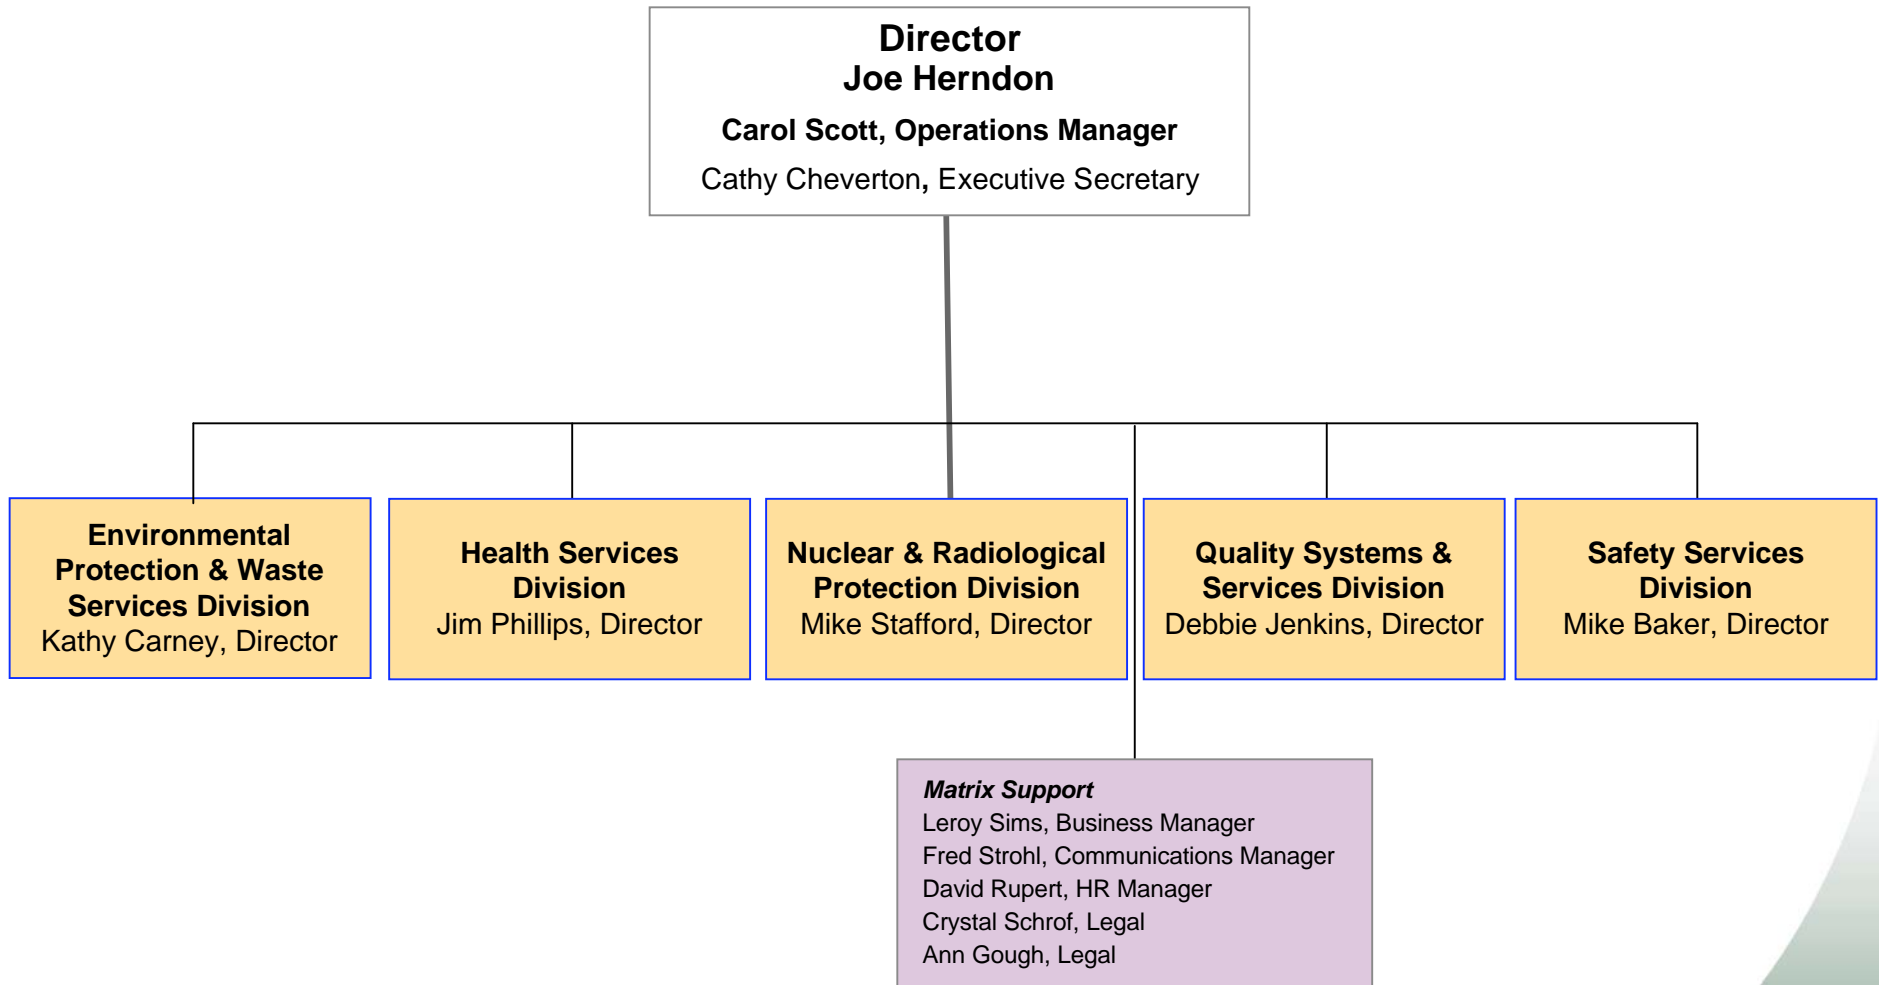 Director
Joe Herndon
Carol Scott, Operations Manager
Cathy Cheverton, Executive Secretary
Environmental
Protection & Waste
Services Division
Kathy Carney, Director
Health Services
Division
Jim Phillips, Director
Nuclear & Radiological
Protection Division
Mike Stafford, Director
Quality Systems &
Services Division
Debbie Jenkins, Director
Safety Services
Division
Mike Baker, Director
Matrix Support
Leroy Sims, Business Manager
Fred Strohl, Communications Manager
David Rupert, HR Manager
Crystal Schrof, Legal
Ann Gough, Legal